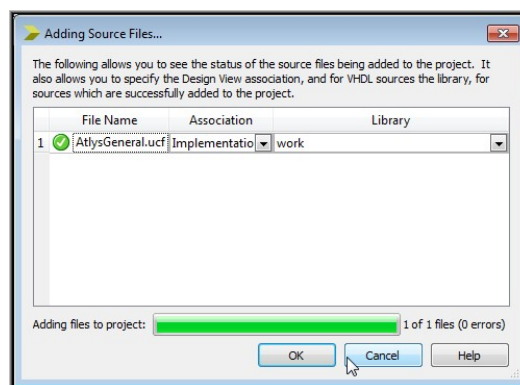 Adding Source Files...
The following allows you to see the status of the source files being added to the project. It
also allows you to specify the Design View association, and for VHDL sources the library, for
sources which are successfully added to the project.
File Name Association Library
1 AtlysGeneral.ucf Implementatio work
Adding files to project: 1 of 1 files (0 errors)
OK Cancel Help